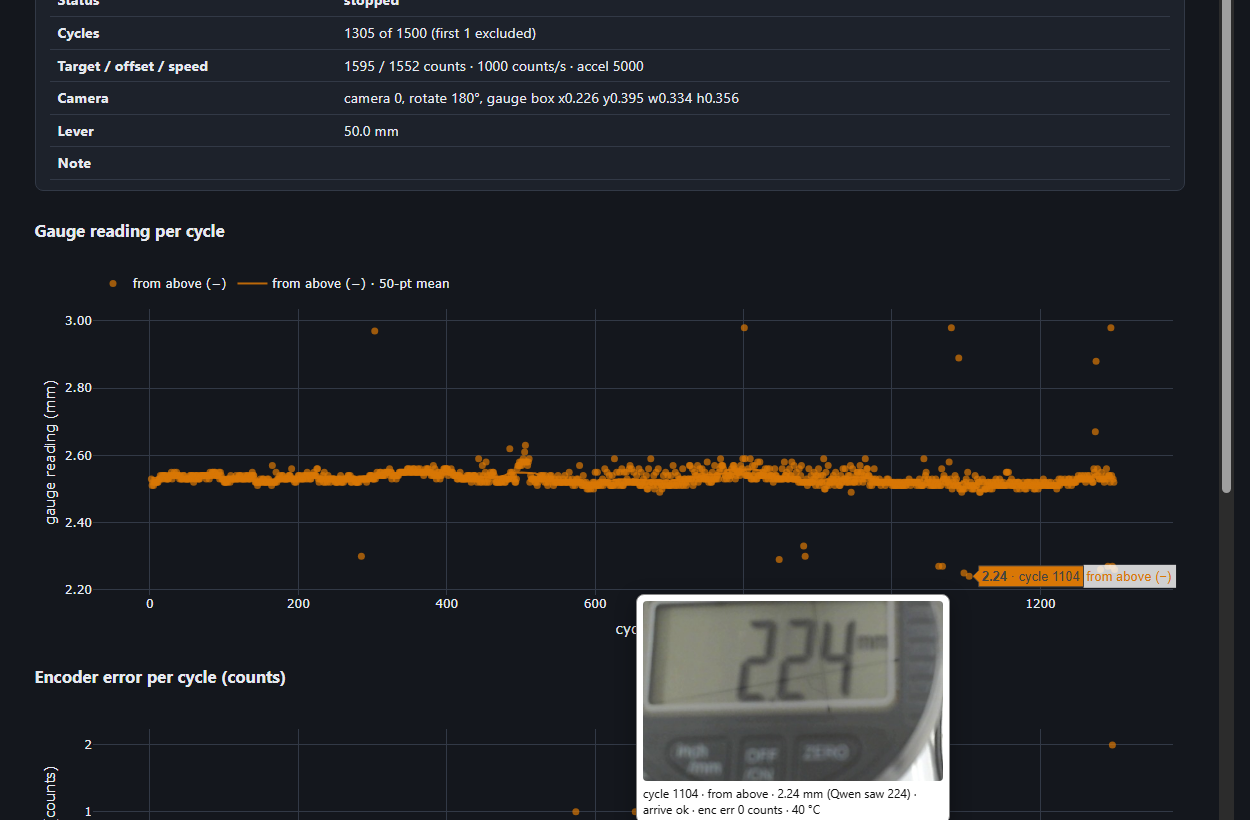 Status stopped
Cycles 1305 of 1500 (first 1 excluded)
Target / offset / speed 1595 / 1552 counts · 1000 counts/s · accel 5000
Camera camera 0, rotate 180°, gauge box x0.226 y0.395 w0.334 h0.356
Lever 50.0 mm
Note
Gauge reading per cycle
from above (−) from above (−) · 50-pt mean
gauge reading (mm)
3.00
2.80
2.60
2.40
2.20
2.24 · cycle 1104 from above (−)
0 200 400 600 1200
cyc
224 mm
inch OFF ZERO
/mm /ON
cycle 1104 · from above · 2.24 mm (Qwen saw 224) ·
arrive ok · enc err 0 counts · 40 °C
Encoder error per cycle (counts)
counts)
2
1